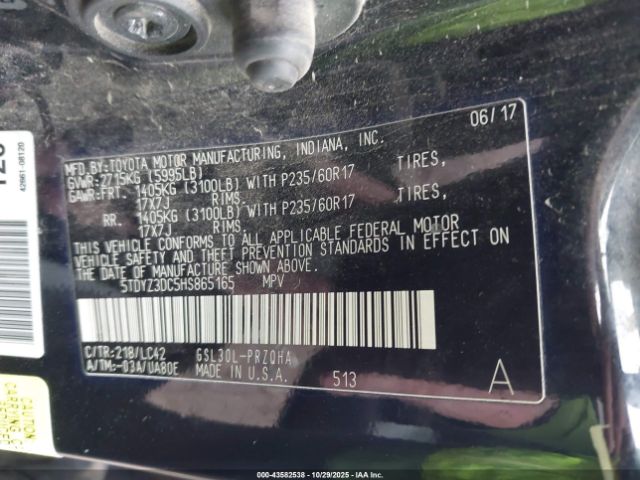 06/17
MFD.BY:TOYOTA MOTOR MANUFACTURING, INDIANA, INC.
GVWR:2715KG (5995LB)
GAWR:FRT. 1405KG (3100LB) WITH P235/60R17 TIRES,
17X7J RIMS.
RR. 1405KG (3100LB) WITH P235/60R17 TIRES,
17X7J RIMS.
THIS VEHICLE CONFORMS TO ALL APPLICABLE FEDERAL MOTOR
VEHICLE SAFETY AND THEFT PREVENTION STANDARDS IN EFFECT ON
THE DATE OF MANUFACTURE SHOWN ABOVE.
5TDYZ3DC5HS865165 MPV
C/TR:218/LC42 GSL30L-PRZQHA
A/TM:-03A/UA80E MADE IN U.S.A.
513 A
42661-08120
000-43582538 - 10/29/2025 - IAA Inc.